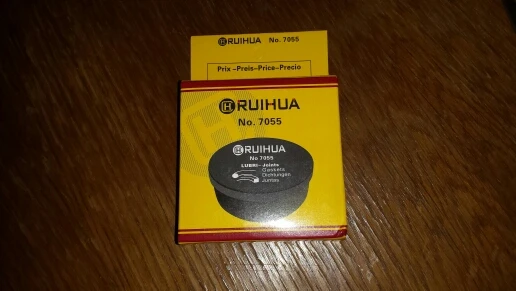 RUIHUA No. 7055
Prix-Preis-Price-Precio
RUIHUA
No. 7055
RUIHUA
No 7055
LUBRI-Joints
Gaskets
Dichtungen
Juntas